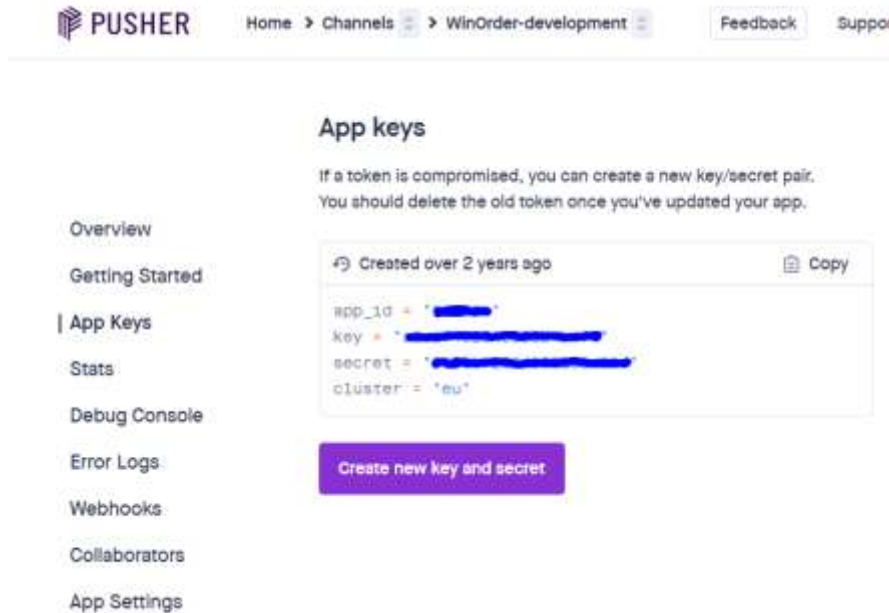 PUSHER
Home > Channels > WinOrder-development
Feedback
Suppor
App keys
If a token is compromised, you can create a new key/secret pair.
You should delete the old token once you've updated your app.
Overview
Getting Started
App Keys
Stats
Debug Console
Error Logs
Webhooks
Collaborators
App Settings
Created over 2 years ago
Copy
app_id = "
key = "
secret = "
cluster = "eu"
Create new key and secret